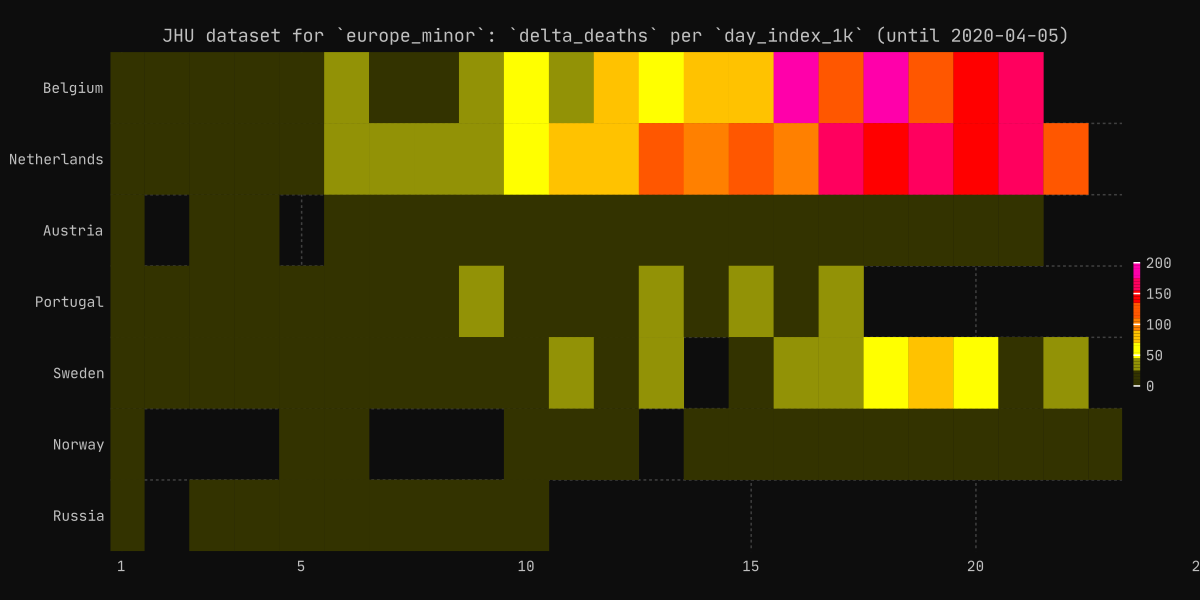 JHU dataset for `europe_minor`: `delta_deaths` per `day_index_1k` (until 2020-04-05)
Belgium
Netherlands
Austria
Portugal
Sweden
Norway
Russia
200
150
100
50
0
1 5 10 15 20 2